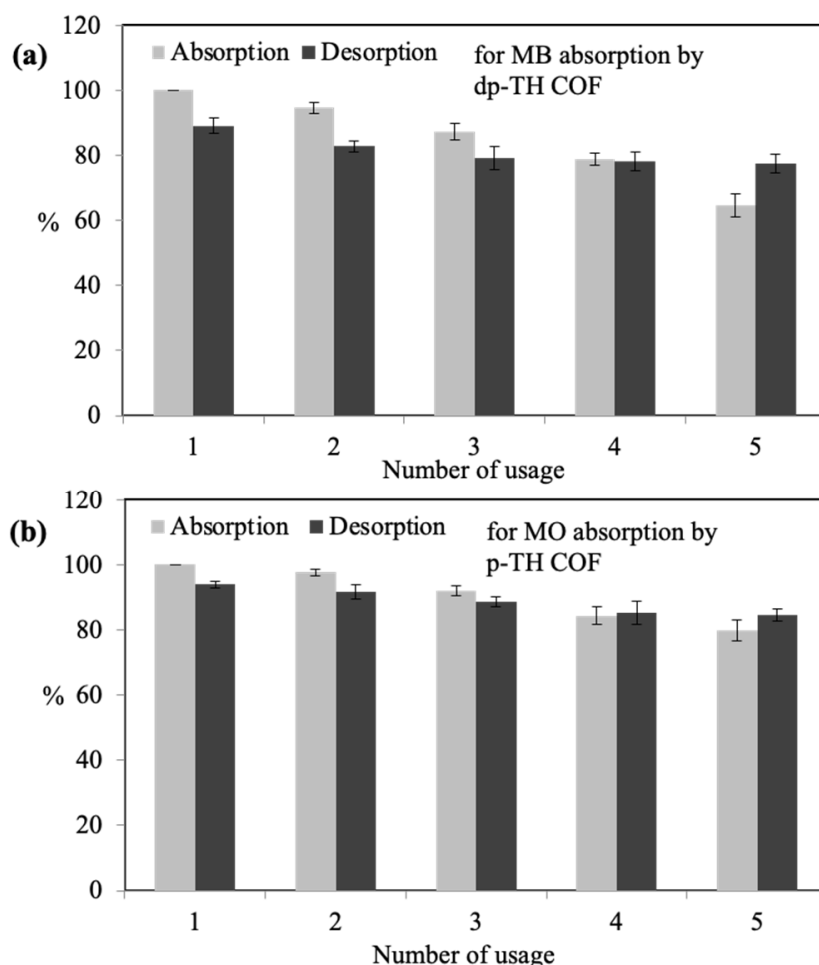 (a)
120
100
80
60
40
20
0
%
Absorption Desorption
for MB absorption by
dp-TH COF
1 2 3 4 5
Number of usage
(b)
120
100
80
60
40
20
0
%
Absorption Desorption
for MO absorption by
p-TH COF
1 2 3 4 5
Number of usage